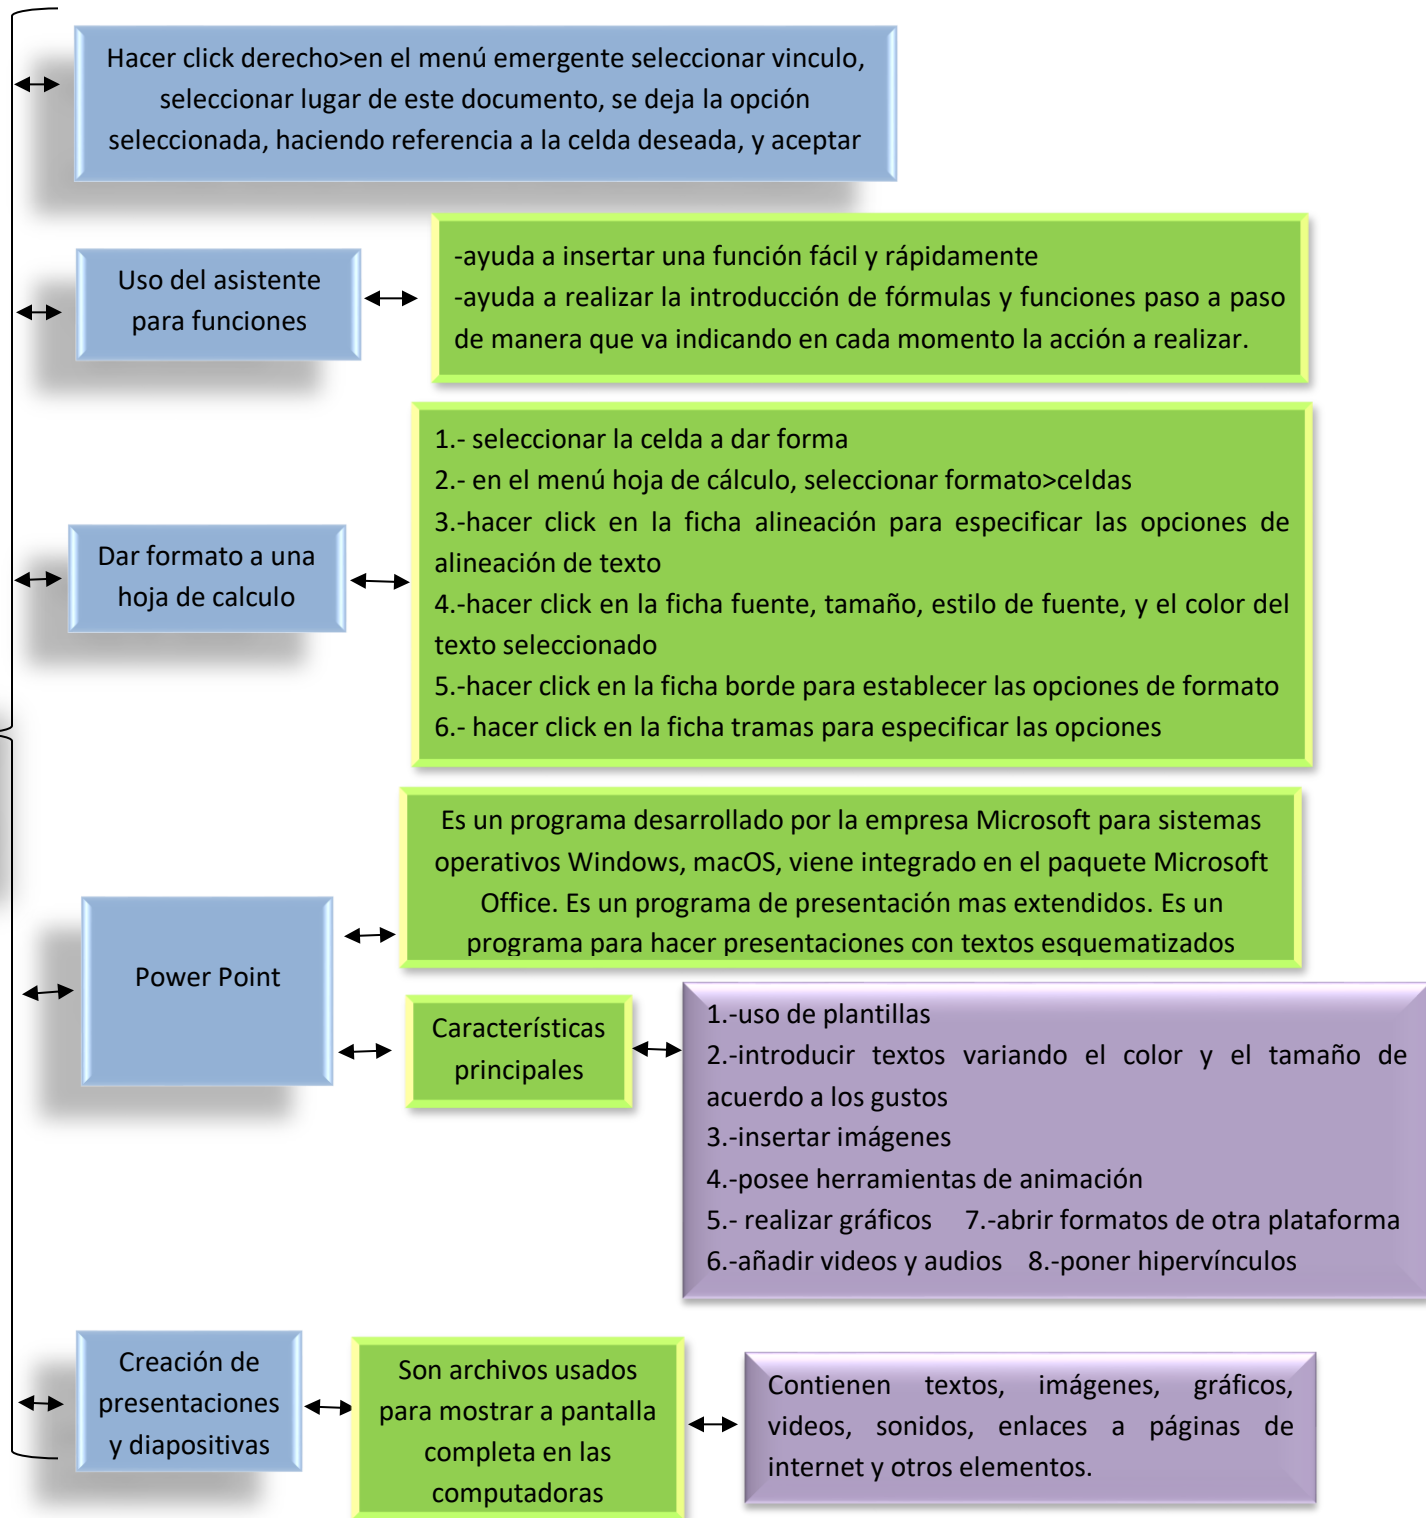 Hacer click derecho>en el menú emergente seleccionar vinculo,
seleccionar lugar de este documento, se deja la opción
seleccionada, haciendo referencia a la celda deseada, y aceptar
Uso del asistente
para funciones
-ayuda a insertar una función fácil y rápidamente
-ayuda a realizar la introducción de fórmulas y funciones paso a paso
de manera que va indicando en cada momento la acción a realizar.
Dar formato a una
hoja de calculo
1.- seleccionar la celda a dar forma
2.- en el menú hoja de cálculo, seleccionar formato>celdas
3.-hacer click en la ficha alineación para especificar las opciones de
alineación de texto
4.-hacer click en la ficha fuente, tamaño, estilo de fuente, y el color del
texto seleccionado
5.-hacer click en la ficha borde para establecer las opciones de formato
6.- hacer click en la ficha tramas para especificar las opciones
Power Point
Es un programa desarrollado por la empresa Microsoft para sistemas
operativos Windows, macOS, viene integrado en el paquete Microsoft
Office. Es un programa de presentación mas extendidos. Es un
programa para hacer presentaciones con textos esquematizados
Características
principales
1.-uso de plantillas
2.-introducir textos variando el color y el tamaño de
acuerdo a los gustos
3.-insertar imágenes
4.-posee herramientas de animación
5.- realizar gráficos 7.-abrir formatos de otra plataforma
6.-añadir videos y audios 8.-poner hipervínculos
Creación de
presentaciones
y diapositivas
Son archivos usados
para mostrar a pantalla
completa en las
computadoras
Contienen textos, imágenes, gráficos,
videos, sonidos, enlaces a páginas de
internet y otros elementos.